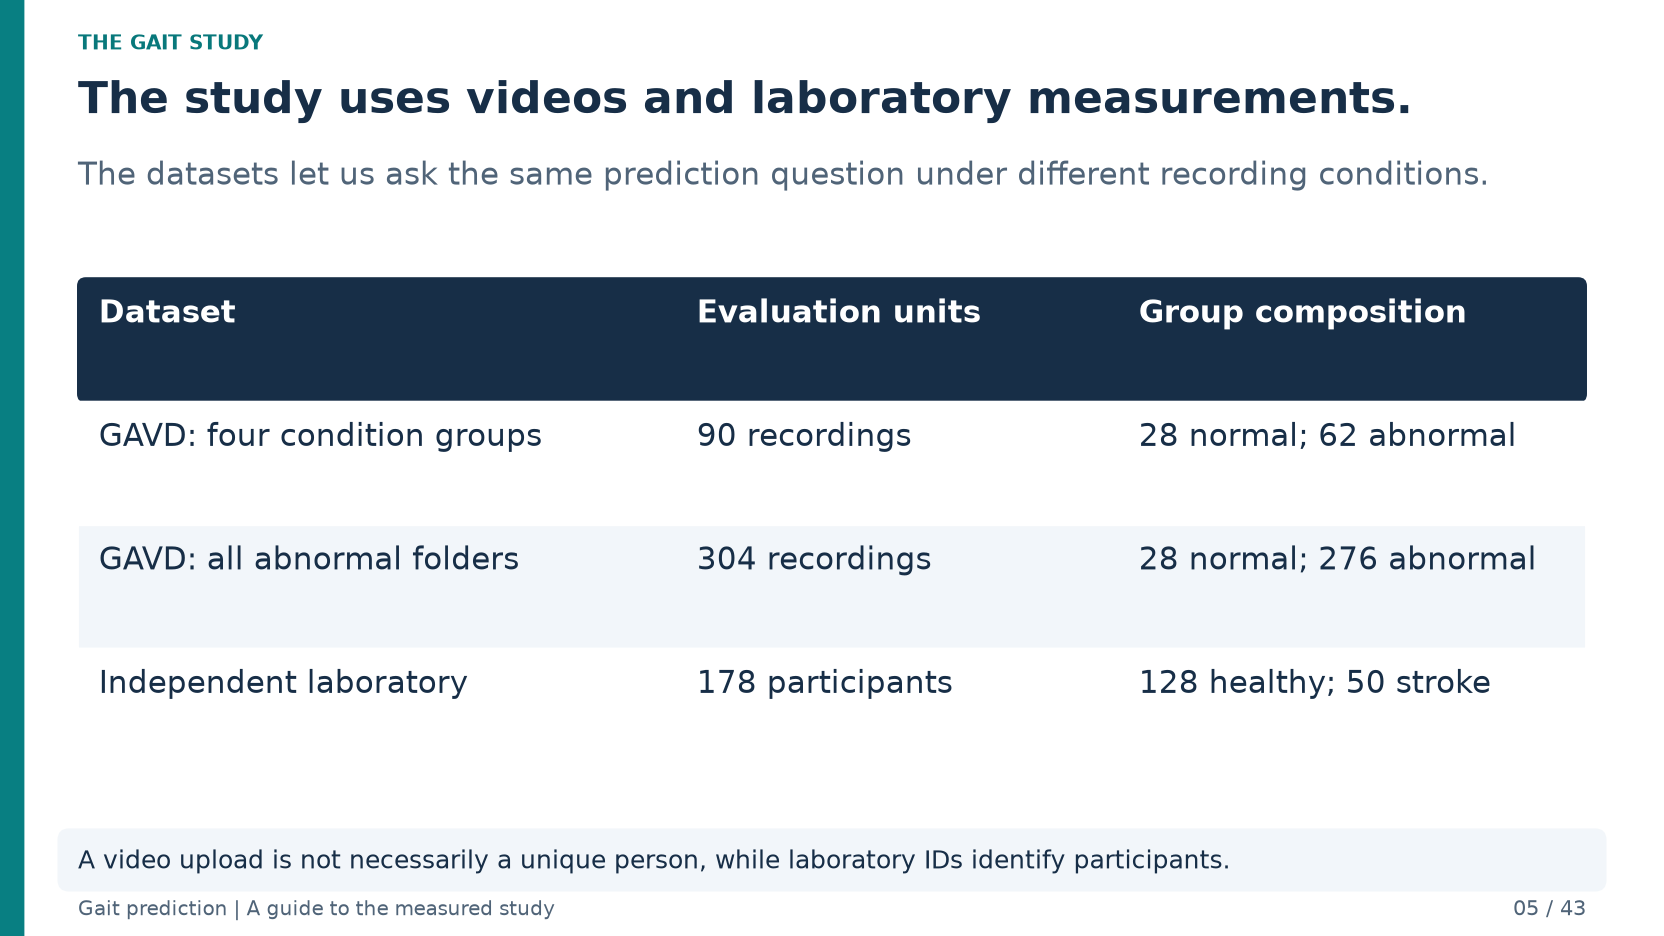 THE GAIT STUDY
The study uses videos and laboratory measurements.
The datasets let us ask the same prediction question under different recording conditions.
Dataset Evaluation units Group composition
GAVD: four condition groups 90 recordings 28 normal; 62 abnormal
GAVD: all abnormal folders 304 recordings 28 normal; 276 abnormal
Independent laboratory 178 participants 128 healthy; 50 stroke
A video upload is not necessarily a unique person, while laboratory IDs identify participants.
Gait prediction | A guide to the measured study 05 / 43